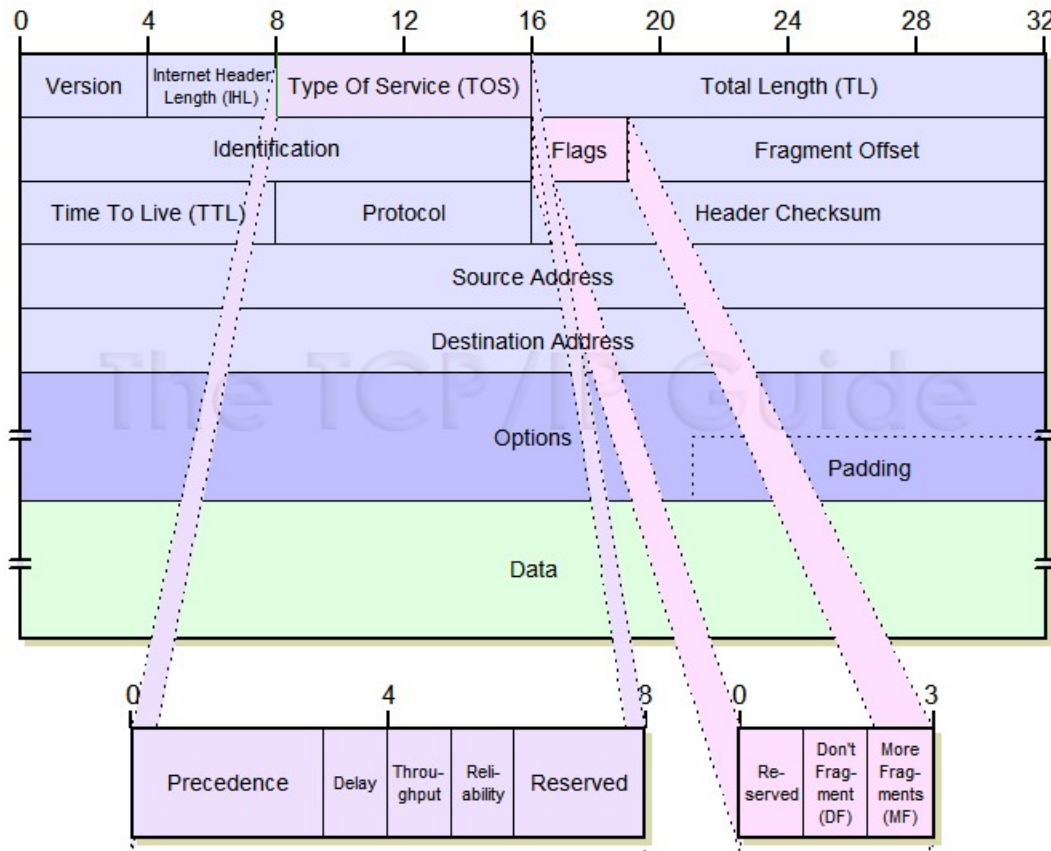 0 4 8 12 16 20 24 28 32
Version
Internet Header
Length (IHL)
Type Of Service (TOS)
Total Length (TL)
Identification
Flags
Fragment Offset
Time To Live (TTL)
Protocol
Header Checksum
Source Address
Destination Address
The TCP/IP Guide
Options
Padding
Data
0 4 8
Precedence
Delay
Throu-
ghput
Reli-
ability
Reserved
0 3
Re-
served
Don't
Frag-
ment
(DF)
More
Frag-
ments
(MF)